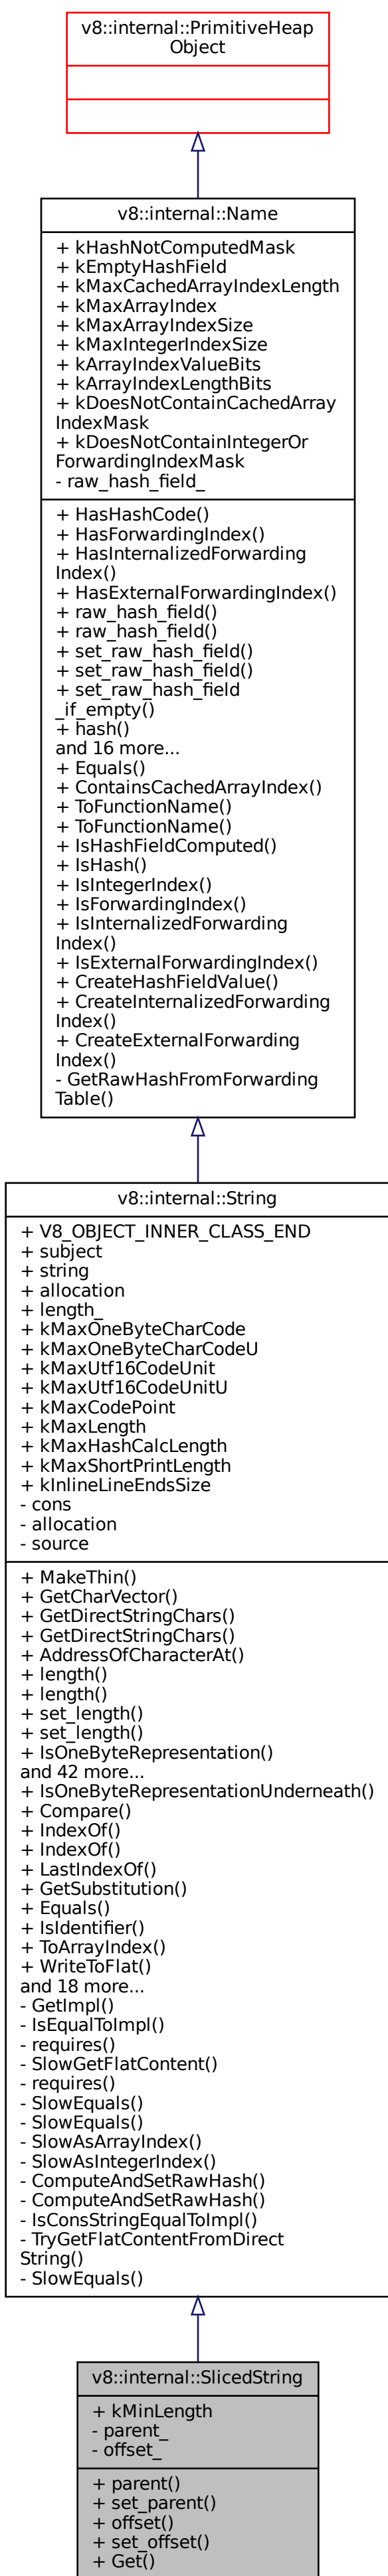 v8::internal::PrimitiveHeap
Object
v8::internal::Name
+ kHashNotComputedMask
+ kEmptyHashField
+ kMaxCachedArrayIndexLength
+ kMaxArrayIndex
+ kMaxArrayIndexSize
+ kMaxIntegerIndexSize
+ kArrayIndexValueBits
+ kArrayIndexLengthBits
+ kDoesNotContainCachedArray
IndexMask
+ kDoesNotContainIntegerOr
ForwardingIndexMask
- raw_hash_field_
+ HasHashCode()
+ HasForwardingIndex()
+ HasInternalizedForwarding
Index()
+ HasExternalForwardingIndex()
+ raw_hash_field()
+ raw_hash_field()
+ set_raw_hash_field()
+ set_raw_hash_field()
+ set_raw_hash_field
_if_empty()
+ hash()
and 16 more...
+ Equals()
+ ContainsCachedArrayIndex()
+ ToFunctionName()
+ ToFunctionName()
+ IsHashFieldComputed()
+ IsHash()
+ IsIntegerIndex()
+ IsForwardingIndex()
+ IsInternalizedForwarding
Index()
+ IsExternalForwardingIndex()
+ CreateHashFieldValue()
+ CreateInternalizedForwarding
Index()
+ CreateExternalForwarding
Index()
- GetRawHashFromForwarding
Table()
v8::internal::String
+ V8_OBJECT_INNER_CLASS_END
+ subject
+ string
+ allocation
+ length_
+ kMaxOneByteCharCode
+ kMaxOneByteCharCodeU
+ kMaxUtf16CodeUnit
+ kMaxUtf16CodeUnitU
+ kMaxCodePoint
+ kMaxLength
+ kMaxHashCalcLength
+ kMaxShortPrintLength
+ kInlineLineEndsSize
- cons
- allocation
- source
+ MakeThin()
+ GetCharVector()
+ GetDirectStringChars()
+ GetDirectStringChars()
+ AddressOfCharacterAt()
+ length()
+ length()
+ set_length()
+ set_length()
+ IsOneByteRepresentation()
and 42 more...
+ IsOneByteRepresentationUnderneath()
+ Compare()
+ IndexOf()
+ IndexOf()
+ LastIndexOf()
+ GetSubstitution()
+ Equals()
+ IsIdentifier()
+ ToArrayIndex()
+ WriteToFlat()
and 18 more...
- GetImpl()
- IsEqualToImpl()
- requires()
- SlowGetFlatContent()
- requires()
- SlowEquals()
- SlowEquals()
- SlowAsArrayIndex()
- SlowAsIntegerIndex()
- ComputeAndSetRawHash()
- ComputeAndSetRawHash()
- IsConsStringEqualToImpl()
- TryGetFlatContentFromDirect
String()
- SlowEquals()
v8::internal::SlicedString
+ kMinLength
- parent_
- offset_
+ parent()
+ set_parent()
+ offset()
+ set_offset()
+ Get()